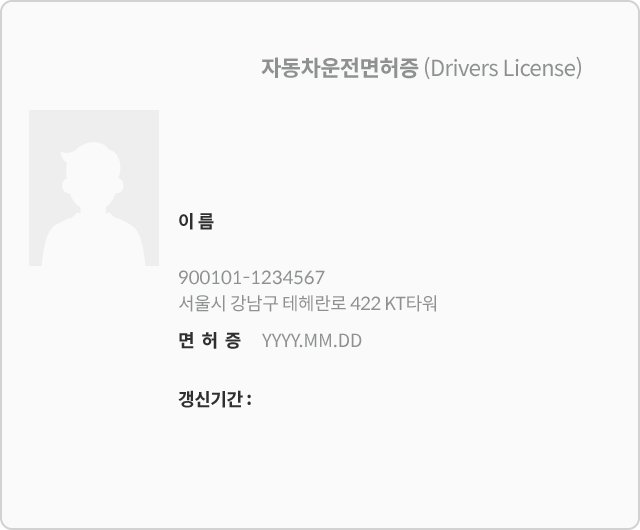 자동차운전면허증 (Drivers License)
이 름
900101-1234567
서울시 강남구 테헤란로 422 KT타워
면 허 증 YYYY.MM.DD
갱신기간 :